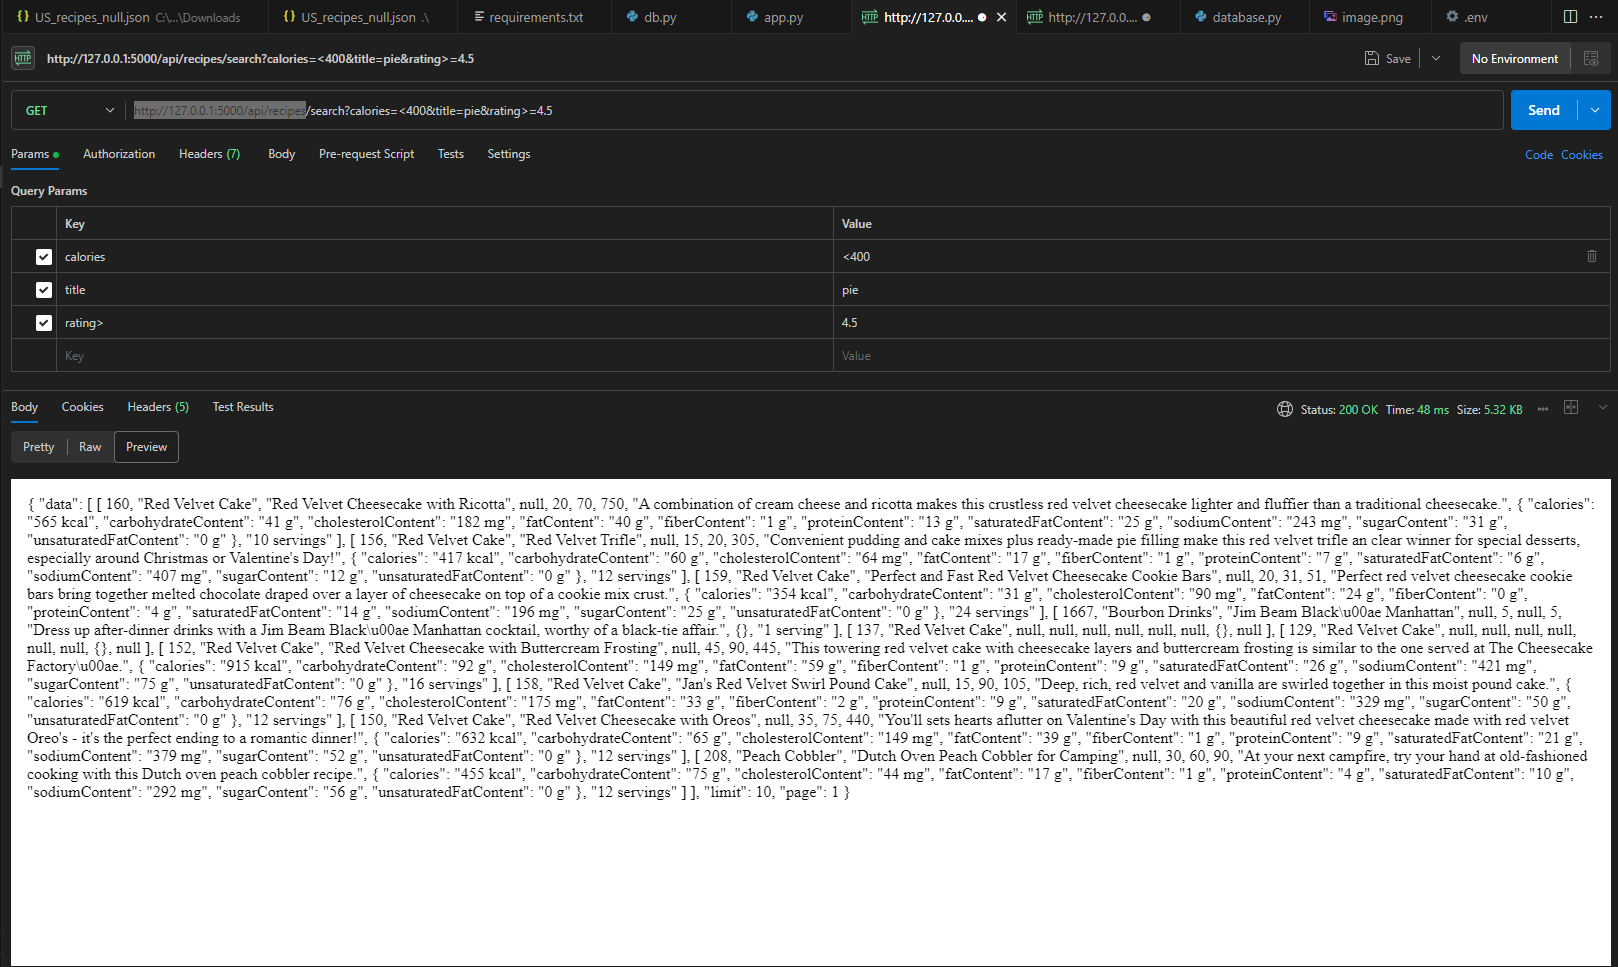 {} US_recipes_null.json C:\...\Downloads {} US_recipes_null.json .\ requirements.txt db.py app.py HTTP http://127.0.0.... HTTP http://127.0.0.... database.py image.png .env ...
HTTP http://127.0.0.1:5000/api/recipes/search?calories=<400&title=pie&rating>=4.5 Save No Environment
GET http://127.0.0.1:5000/api/recipes/search?calories=<400&title=pie&rating>=4.5 Send
Params Authorization Headers (7) Body Pre-request Script Tests Settings Code Cookies
Query Params
Key Value
calories <400
title pie
rating> 4.5
Key Value
Body Cookies Headers (5) Test Results Status: 200 OK Time: 48 ms Size: 5.32 KB
Pretty Raw Preview
{ "data": [ [ 160, "Red Velvet Cake", "Red Velvet Cheesecake with Ricotta", null, 20, 70, 750, "A combination of cream cheese and ricotta makes this crustless red velvet cheesecake lighter and fluffier than a traditional cheesecake.", { "calories":
"565 kcal", "carbohydrateContent": "41 g", "cholesterolContent": "182 mg", "fatContent": "40 g", "fiberContent": "1 g", "proteinContent": "13 g", "saturatedFatContent": "25 g", "sodiumContent": "243 mg", "sugarContent": "31 g",
"unsaturatedFatContent": "0 g" }, "10 servings" ], [ 156, "Red Velvet Cake", "Red Velvet Trifle", null, 15, 20, 305, "Convenient pudding and cake mixes plus ready-made pie filling make this red velvet trifle an clear winner for special desserts,
especially around Christmas or Valentine's Day!", { "calories": "417 kcal", "carbohydrateContent": "60 g", "cholesterolContent": "64 mg", "fatContent": "17 g", "fiberContent": "1 g", "proteinContent": "7 g", "saturatedFatContent": "6 g",
"sodiumContent": "407 mg", "sugarContent": "12 g", "unsaturatedFatContent": "0 g" }, "12 servings" ], [ 159, "Red Velvet Cake", "Perfect and Fast Red Velvet Cheesecake Cookie Bars", null, 20, 31, 51, "Perfect red velvet cheesecake cookie
bars bring together melted chocolate draped over a layer of cheesecake on top of a cookie mix crust.", { "calories": "354 kcal", "carbohydrateContent": "31 g", "cholesterolContent": "90 mg", "fatContent": "24 g", "fiberContent": "0 g",
"proteinContent": "4 g", "saturatedFatContent": "14 g", "sodiumContent": "196 mg", "sugarContent": "25 g", "unsaturatedFatContent": "0 g" }, "24 servings" ], [ 1667, "Bourbon Drinks", "Jim Beam Black\u00ae Manhattan", null, 5, null, 5,
"Dress up after-dinner drinks with a Jim Beam Black\u00ae Manhattan cocktail, worthy of a black-tie affair.", {}, "1 serving" ], [ 137, "Red Velvet Cake", null, null, null, null, null, null, {}, null ], [ 129, "Red Velvet Cake", null, null, null, null,
null, null, {}, null ], [ 152, "Red Velvet Cake", "Red Velvet Cheesecake with Buttercream Frosting", null, 45, 90, 445, "This towering red velvet cake with cheesecake layers and buttercream frosting is similar to the one served at The Cheesecake
Factory\u00ae.", { "calories": "915 kcal", "carbohydrateContent": "92 g", "cholesterolContent": "149 mg", "fatContent": "59 g", "fiberContent": "1 g", "proteinContent": "9 g", "saturatedFatContent": "26 g", "sodiumContent": "421 mg",
"sugarContent": "75 g", "unsaturatedFatContent": "0 g" }, "16 servings" ], [ 158, "Red Velvet Cake", "Jan's Red Velvet Swirl Pound Cake", null, 15, 90, 105, "Deep, rich, red velvet and vanilla are swirled together in this moist pound cake.", {
"calories": "619 kcal", "carbohydrateContent": "76 g", "cholesterolContent": "175 mg", "fatContent": "33 g", "fiberContent": "2 g", "proteinContent": "9 g", "saturatedFatContent": "20 g", "sodiumContent": "329 mg", "sugarContent": "50 g",
"unsaturatedFatContent": "0 g" }, "12 servings" ], [ 150, "Red Velvet Cake", "Red Velvet Cheesecake with Oreos", null, 35, 75, 440, "You'll sets hearts aflutter on Valentine's Day with this beautiful red velvet cheesecake made with red velvet
Oreo's - it's the perfect ending to a romantic dinner!", { "calories": "632 kcal", "carbohydrateContent": "65 g", "cholesterolContent": "149 mg", "fatContent": "39 g", "fiberContent": "1 g", "proteinContent": "9 g", "saturatedFatContent": "21 g",
"sodiumContent": "379 mg", "sugarContent": "52 g", "unsaturatedFatContent": "0 g" }, "12 servings" ], [ 208, "Peach Cobbler", "Dutch Oven Peach Cobbler for Camping", null, 30, 60, 90, "At your next campfire, try your hand at old-fashioned
cooking with this Dutch oven peach cobbler recipe.", { "calories": "455 kcal", "carbohydrateContent": "75 g", "cholesterolContent": "44 mg", "fatContent": "17 g", "fiberContent": "1 g", "proteinContent": "4 g", "saturatedFatContent": "10 g",
"sodiumContent": "292 mg", "sugarContent": "56 g", "unsaturatedFatContent": "0 g" }, "12 servings" ] ], "limit": 10, "page": 1 }